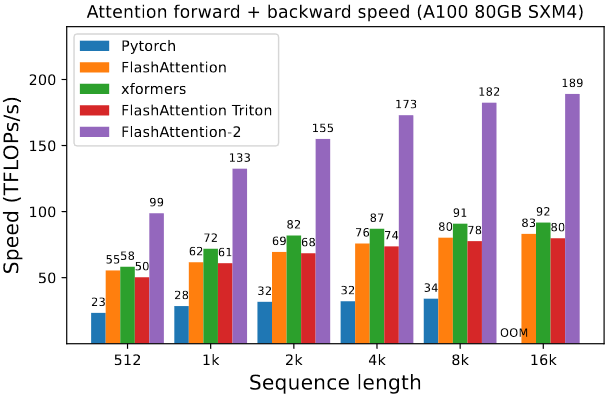 Attention forward + backward speed (A100 80GB SXM4)
Pytorch
FlashAttention
xformers
FlashAttention Triton
FlashAttention-2
Speed (TFLOPs/s)
200
150
100
50
23 55 58 50 99
28 62 72 61 133
32 69 82 68 155
32 76 87 74 173
34 80 91 78 182
OOM 83 92 80 189
512 1k 2k 4k 8k 16k
Sequence length